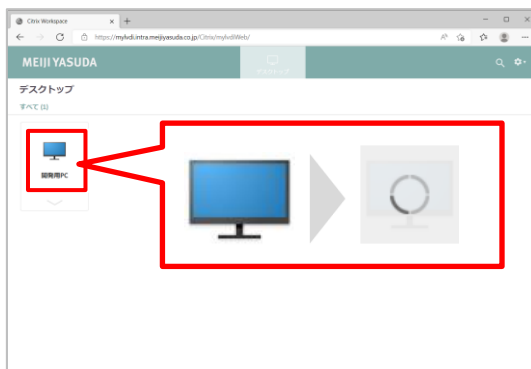 Citrix Workspace
https://mylvdi.intra.meijiyasuda.co.jp/Citrix/mylvdiWeb/
MEIJI YASUDA
デスクトップ
デスクトップ
すべて (5)
開発用PC